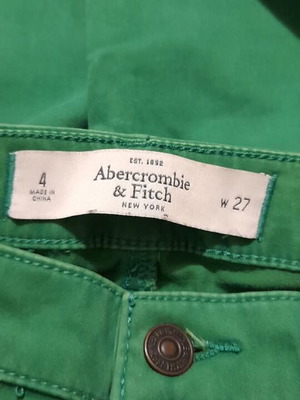 EST. 1892
4
MADE IN
CHINA
Abercrombie
& Fitch
NEW YORK
W 27